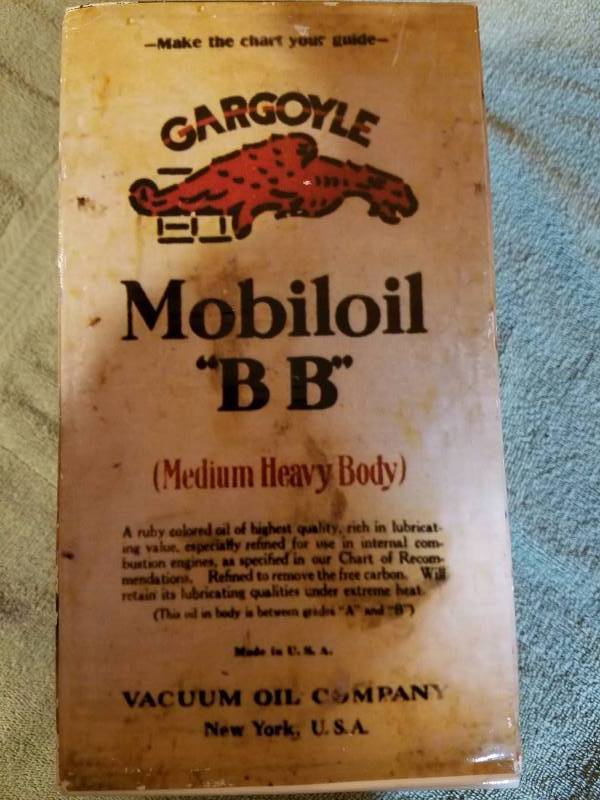 —Make the chart your guide—
GARGOYLE
Mobiloil
"B B"
(Medium Heavy Body)
A ruby colored oil of highest quality, rich in lubricat-
ing value, especially refined for use in internal com-
bustion engines, as specified in our Chart of Recom-
mendations. Refined to remove the free carbon. Will
retain its lubricating qualities under extreme heat.
(This oil in body is between grades "A" and "B")
Made in U. S. A.
VACUUM OIL COMPANY
New York, U. S. A.